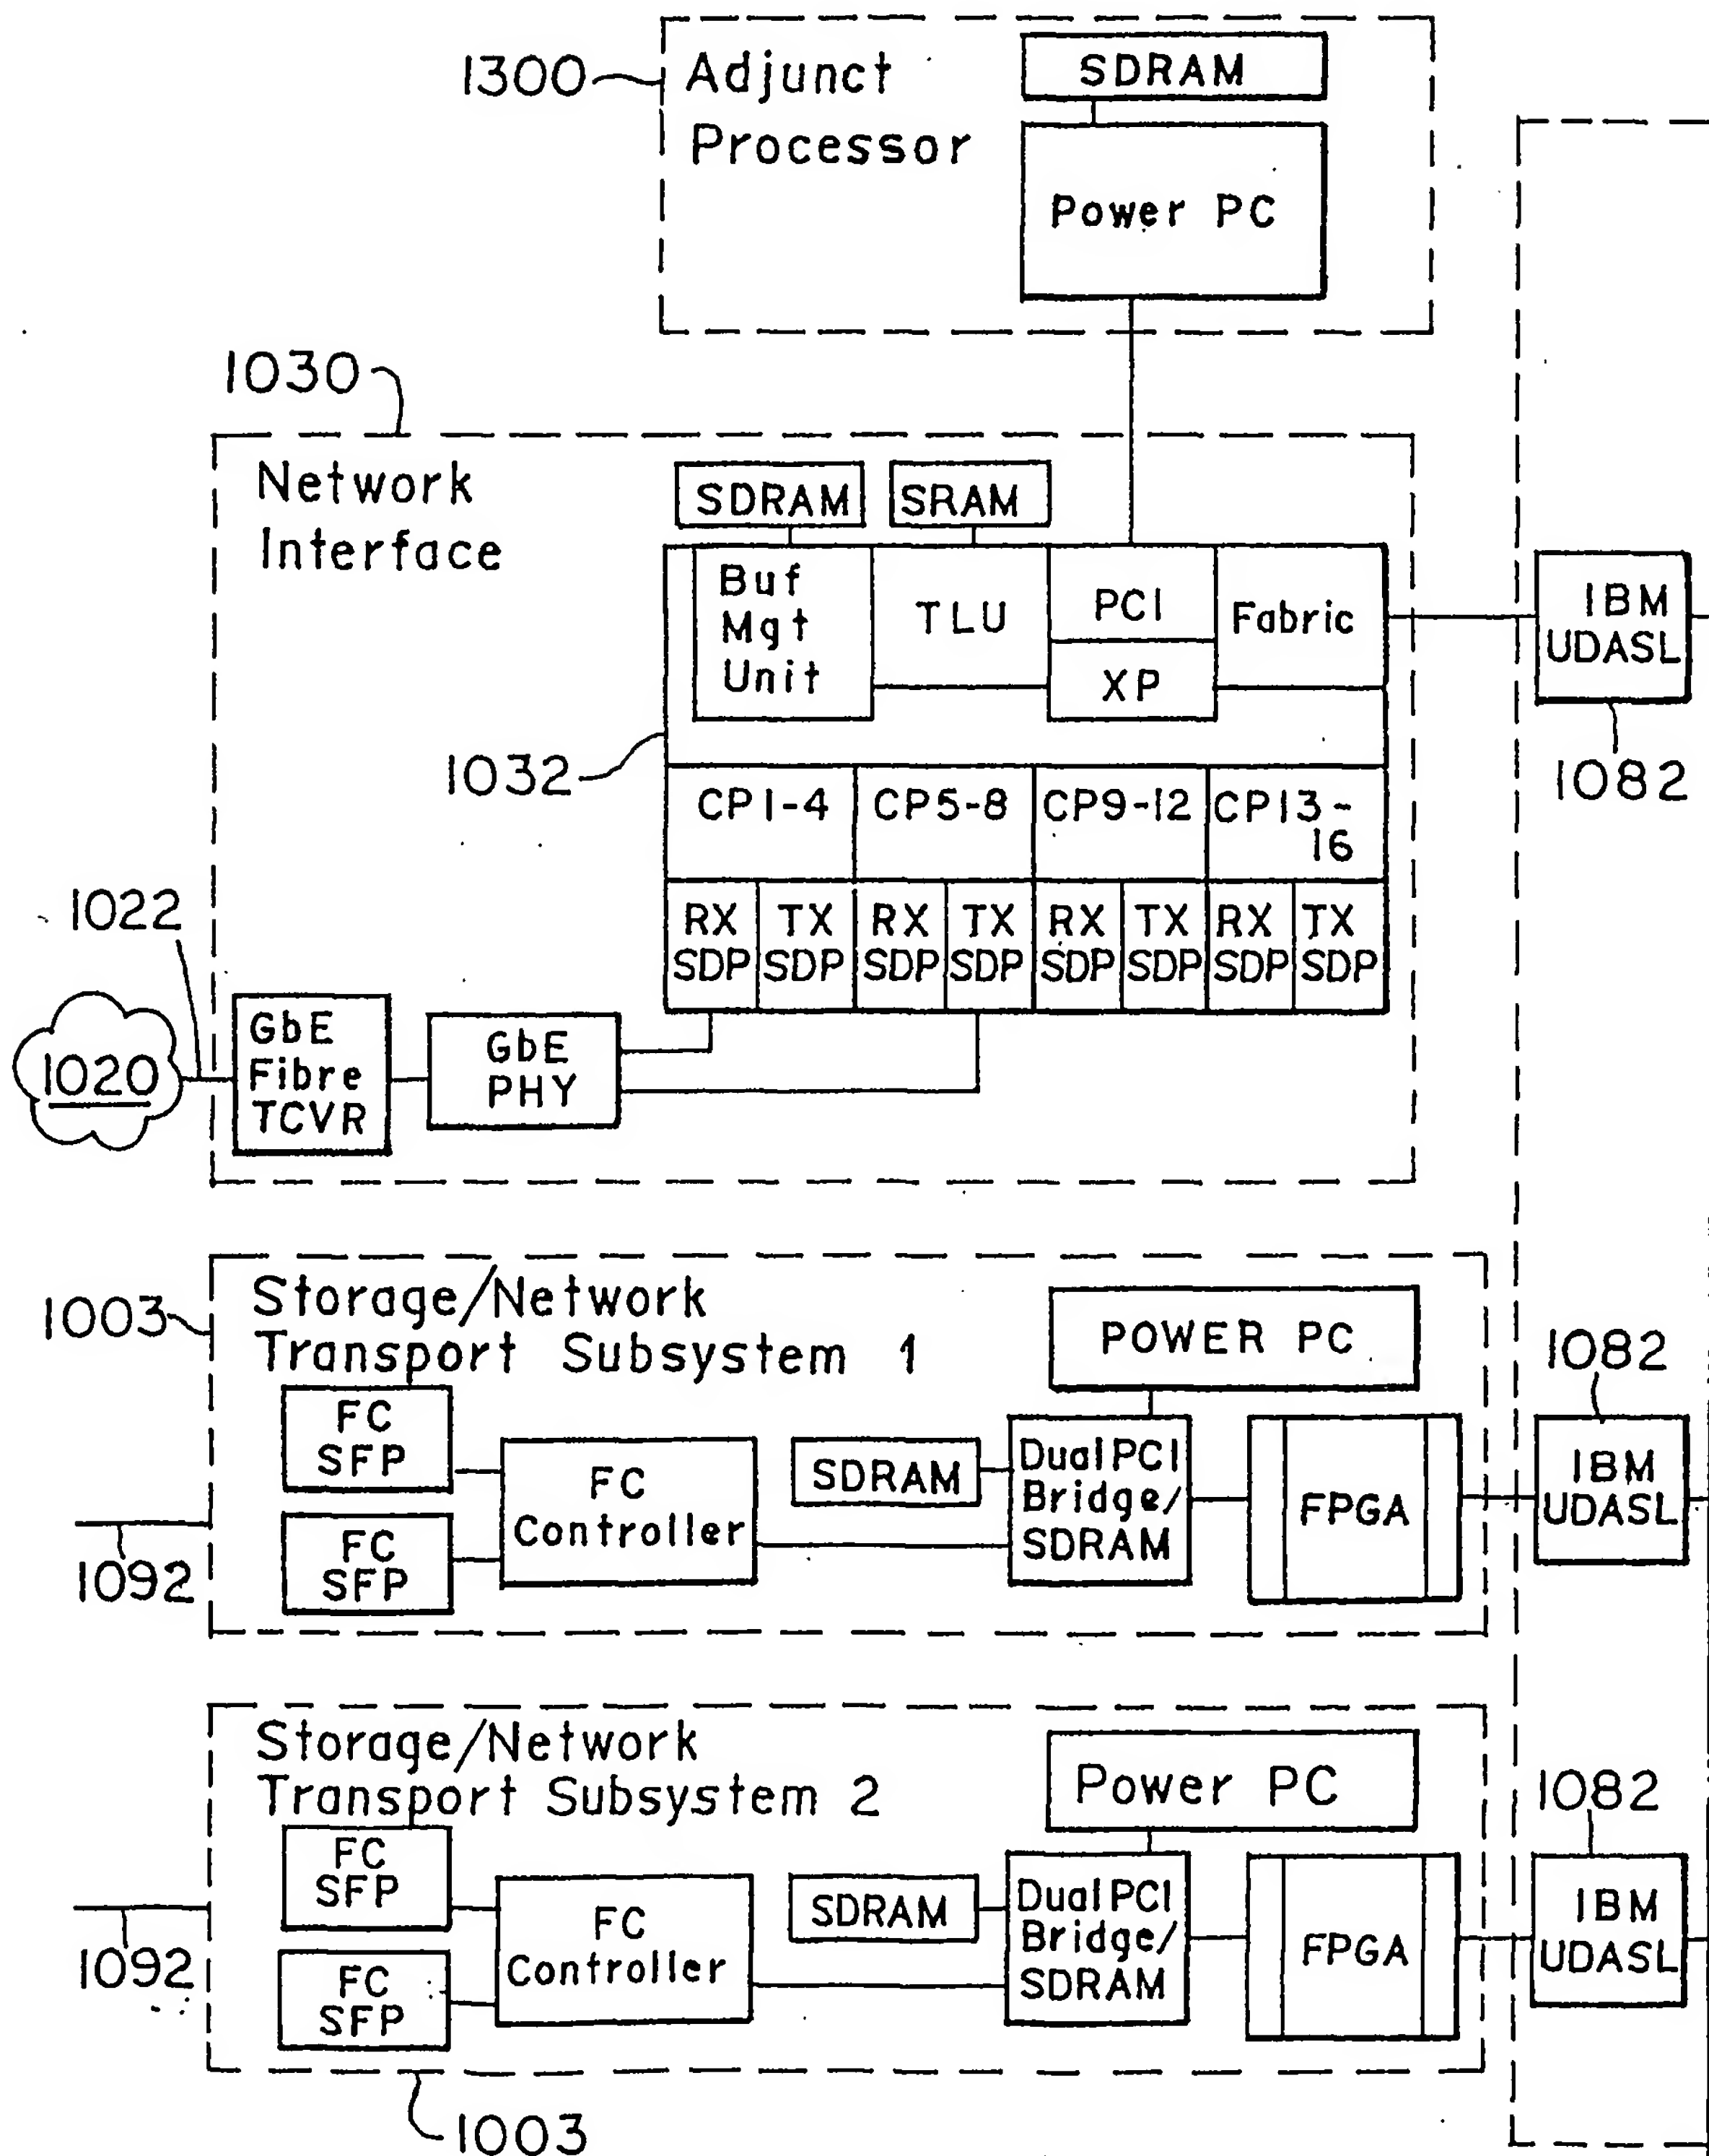 1300
Adjunct
Processor
SDRAM
Power PC
1030
Network
Interface
SDRAM
SRAM
Buf
Mgt
Unit
TLU
PCI
XP
Fabric
IBM
UDASL
1082
1032
CP1-4
CP5-8
CP9-12
CP13-
16
RX
SDP
TX
SDP
RX
SDP
TX
SDP
RX
SDP
TX
SDP
RX
SDP
TX
SDP
1022
1020
GbE
Fibre
TCVR
GbE
PHY
1003
Storage/Network
Transport Subsystem 1
POWER PC
1082
FC
SFP
FC
SFP
FC
Controller
SDRAM
Dual PCI
Bridge/
SDRAM
FPGA
IBM
UDASL
1092
Storage/Network
Transport Subsystem 2
Power PC
1082
FC
SFP
FC
SFP
FC
Controller
SDRAM
Dual PCI
Bridge/
SDRAM
FPGA
IBM
UDASL
1092
1003